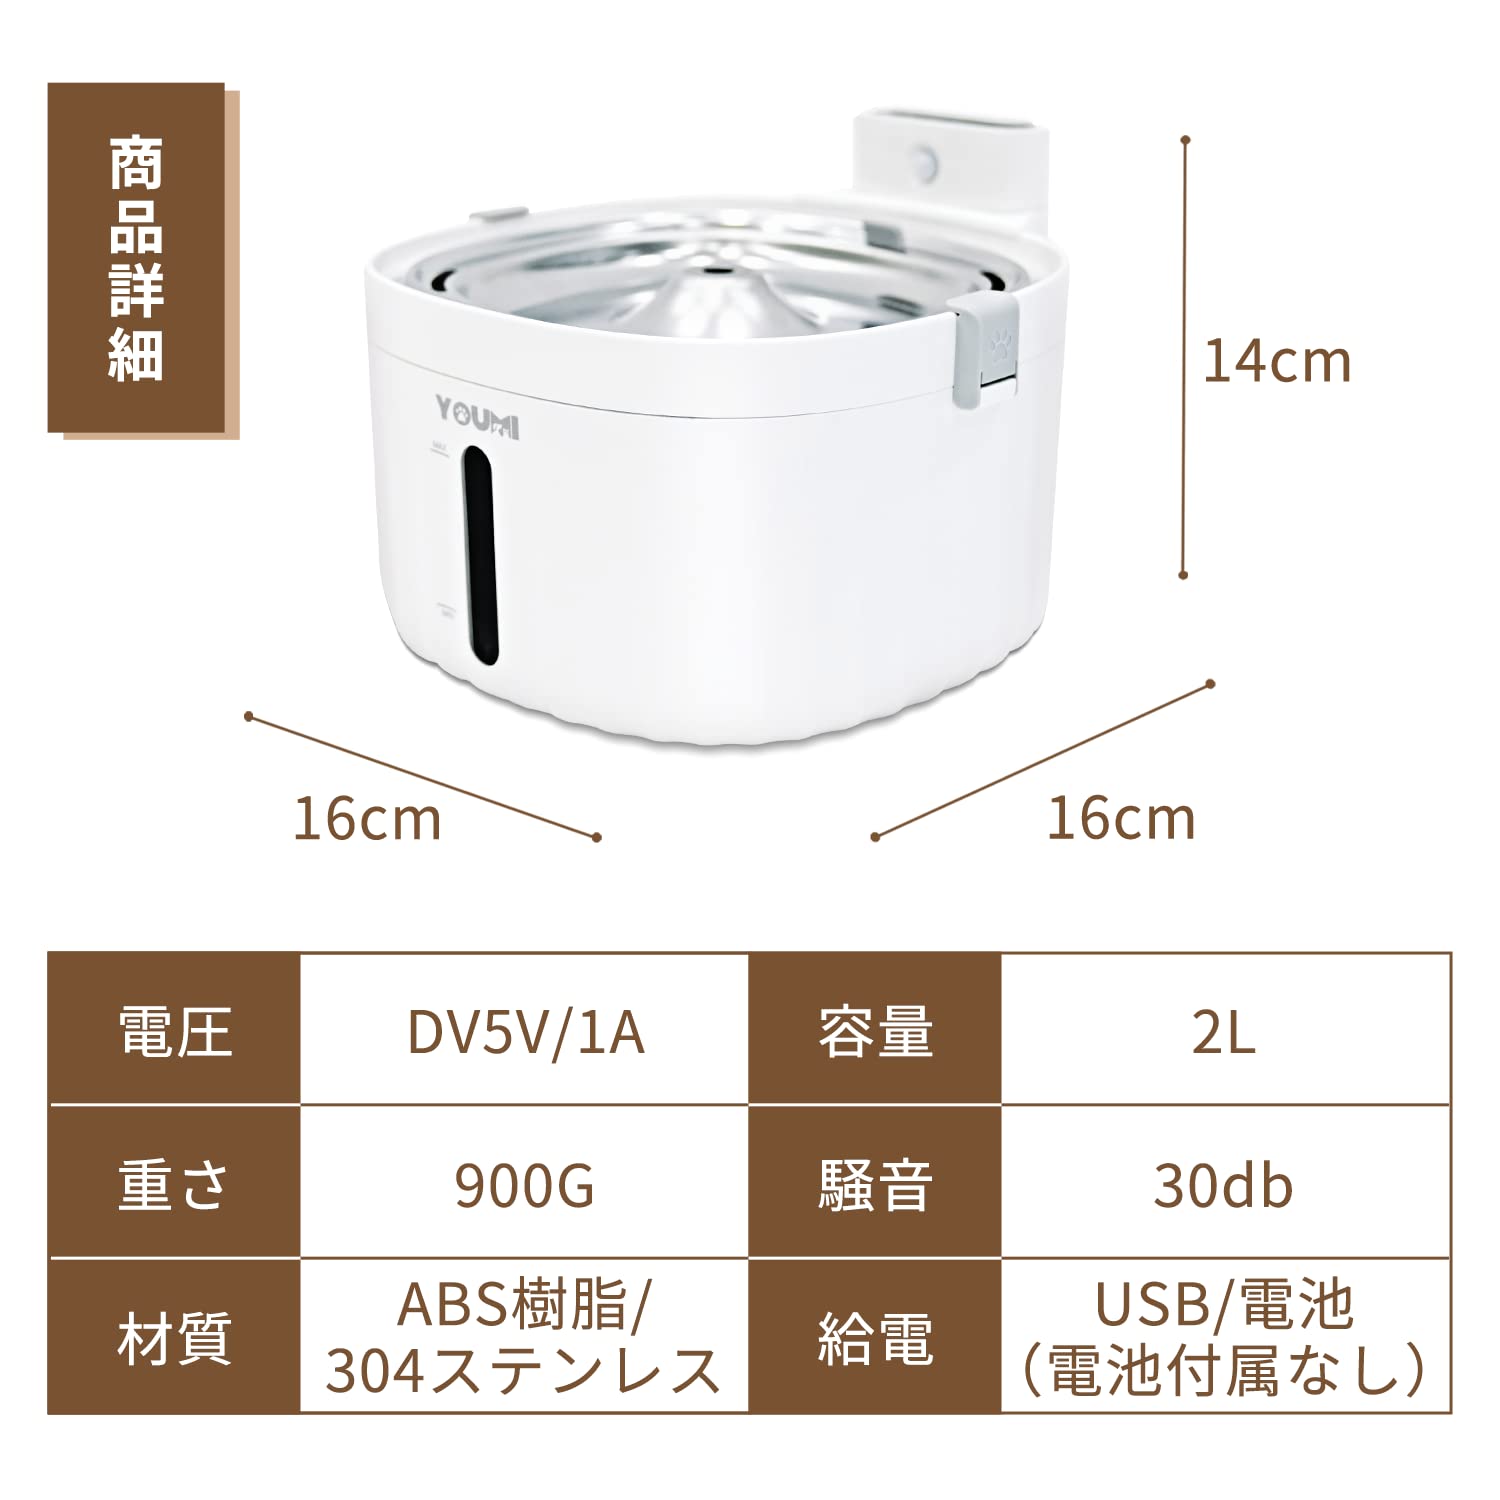 商品詳細
YOUMI
MAX
14cm
16cm
16cm
電圧
DV5V/1A
容量
2L
重さ
900G
騒音
30db
材質
ABS樹脂/
304ステンレス
給電
USB/電池
（電池付属なし）